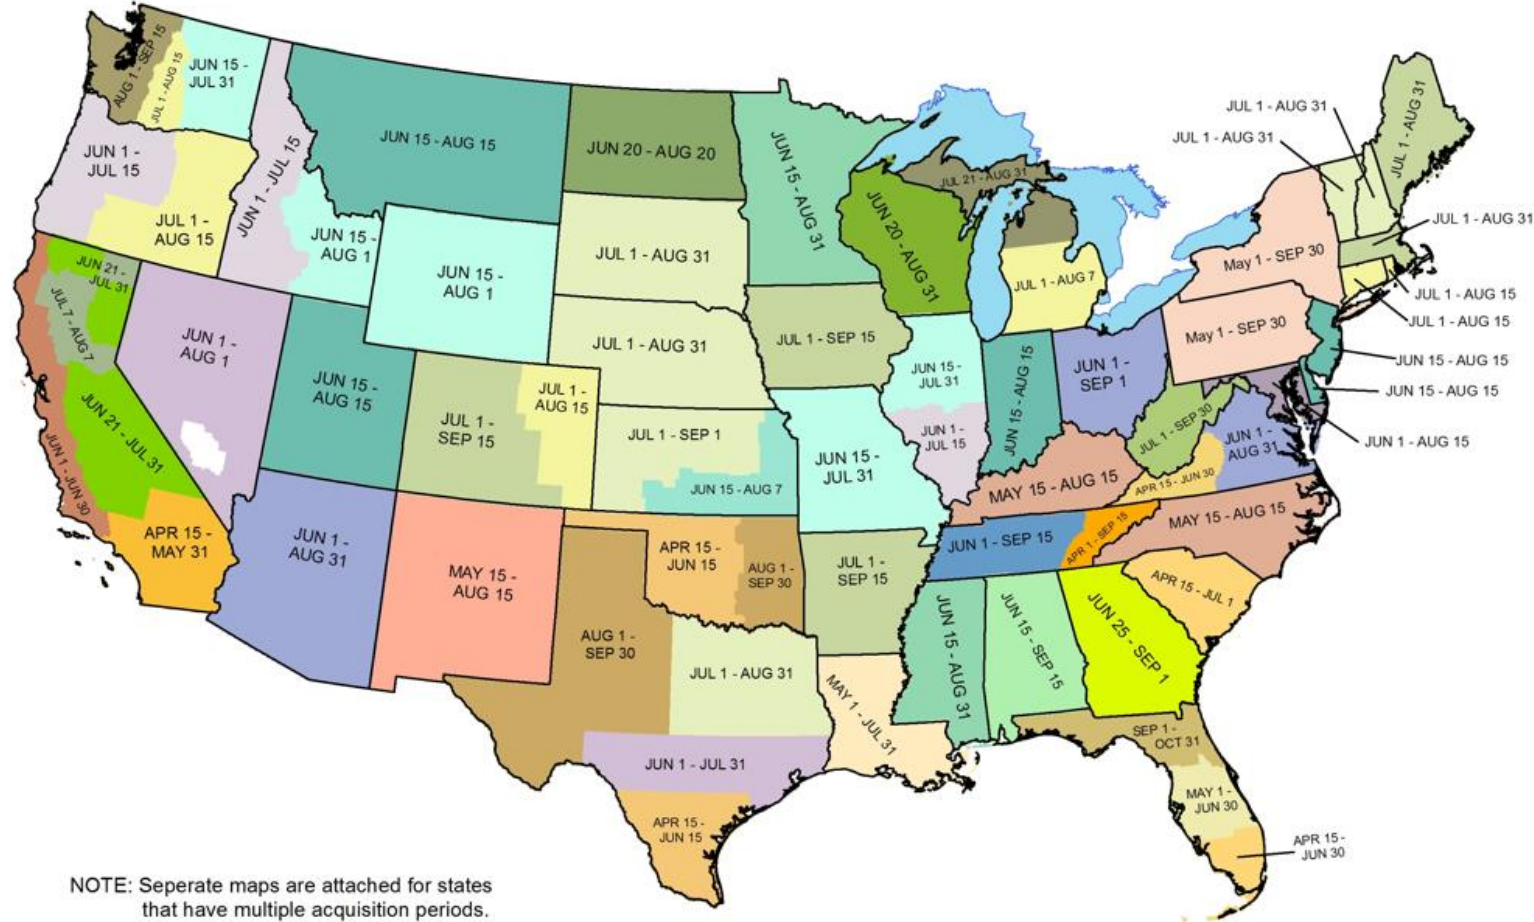 AUG 1 - SEP 15
JUL 1 - AUG 15
JUN 15 -
JUL 31
JUN 1 -
JUL 15
JUL 1 -
AUG 15
JUN 1 - JUL 15
JUN 15 -
AUG 1
JUN 15 - AUG 15
JUN 20 - AUG 20
JUN 15 - AUG 31
JUN 20 - AUG 31
JUL 21 - AUG 31
JUL 1 - AUG 7
JUL 1 - AUG 31
JUL 1 - AUG 31
JUL 1 - AUG 31
JUL 1 - AUG 31
JUL 1 - AUG 15
JUL 1 - AUG 15
May 1 - SEP 30
May 1 - SEP 30
JUN 15 - AUG 15
JUN 15 - AUG 15
JUN 1 - AUG 15
JUN 21 -
JUL 31
JUL 7 - AUG 7
JUN 21 - JUL 31
JUN 1 - JUN 30
APR 15 -
MAY 31
JUN 1 -
AUG 1
JUN 15 -
AUG 15
JUN 15 -
AUG 1
JUL 1 - AUG 31
JUL 1 - AUG 31
JUL 1 - SEP 15
JUL 1 -
SEP 15
JUL 1 -
AUG 15
JUL 1 - SEP 1
JUN 15 - AUG 7
JUN 15 -
JUL 31
JUN 15 -
JUL 31
JUN 1 -
JUL 15
JUN 15 - AUG 15
JUN 1 -
SEP 1
JUL 1 - SEP 30
APR 15 - JUN 30
JUN 1 -
AUG 31
MAY 15 - AUG 15
MAY 15 - AUG 15
JUN 1 - SEP 15
APR 1 - SEP 15
APR 15 - JUL 1
JUN 1 -
AUG 31
MAY 15 -
AUG 15
APR 15 -
JUN 15
AUG 1 -
SEP 30
JUL 1 -
SEP 15
AUG 1 -
SEP 30
JUL 1 - AUG 31
JUN 1 - JUL 31
APR 15 -
JUN 15
MAY 1 - JUL 31
JUN 15 - AUG 31
JUN 15 - SEP 15
JUN 25 - SEP 1
SEP 1 -
OCT 31
MAY 1 -
JUN 30
APR 15 -
JUN 30
NOTE: Seperate maps are attached for states
that have multiple acquisition periods.